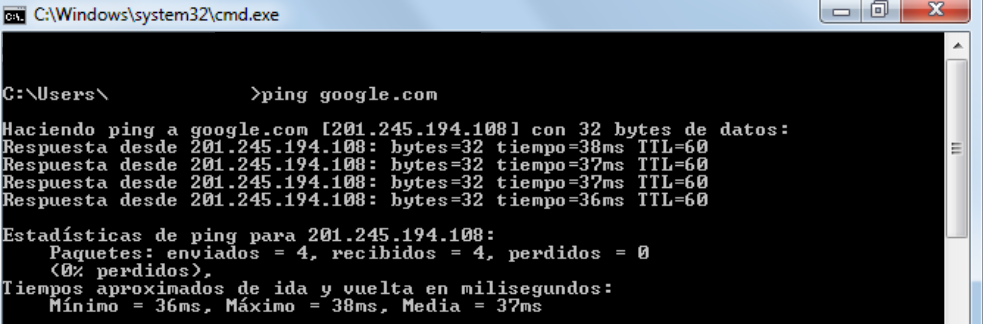 C:\Windows\system32\cmd.exe
C:\Users\ >ping google.com
Haciendo ping a google.com [201.245.194.108] con 32 bytes de datos:
Respuesta desde 201.245.194.108: bytes=32 tiempo=38ms TTL=60
Respuesta desde 201.245.194.108: bytes=32 tiempo=37ms TTL=60
Respuesta desde 201.245.194.108: bytes=32 tiempo=37ms TTL=60
Respuesta desde 201.245.194.108: bytes=32 tiempo=36ms TTL=60
Estadísticas de ping para 201.245.194.108:
Paquetes: enviados = 4, recibidos = 4, perdidos = 0
(0% perdidos),
Tiempos aproximados de ida y vuelta en milisegundos:
Mínimo = 36ms, Máximo = 38ms, Media = 37ms